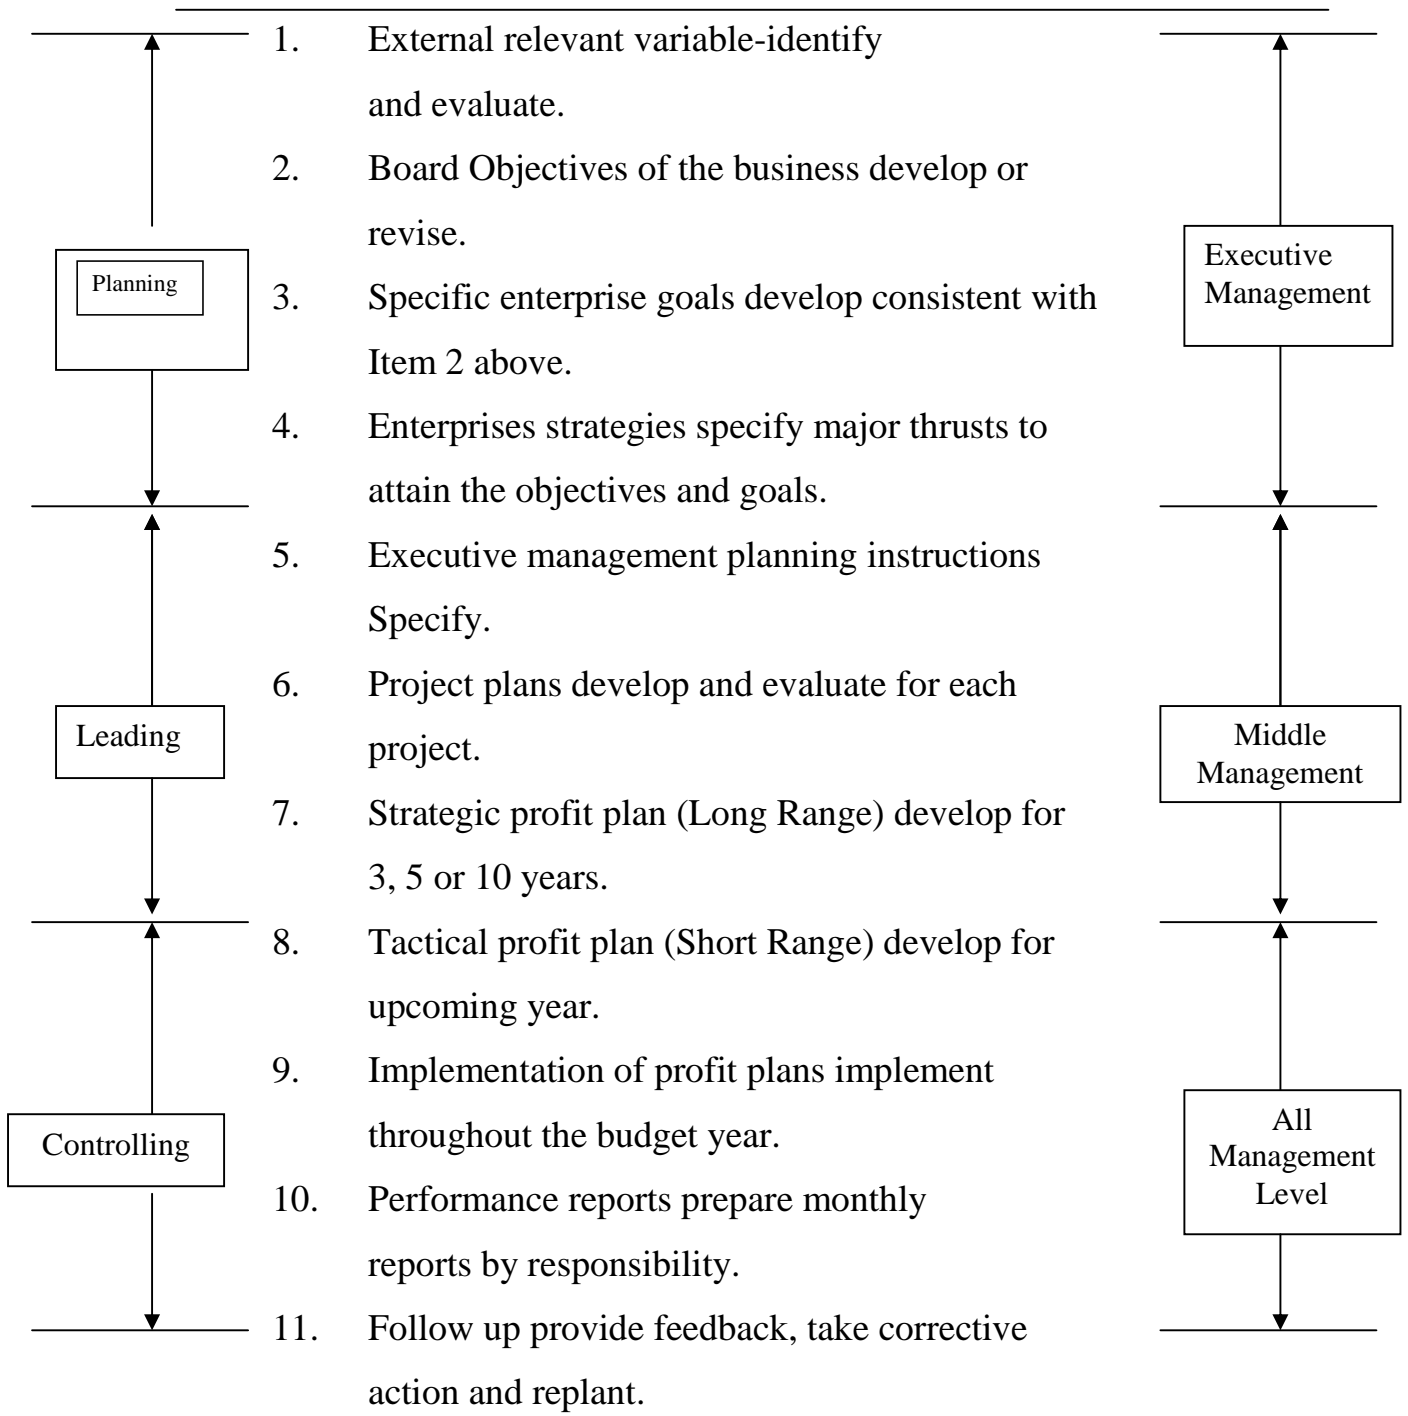 1. External relevant variable-identify
and evaluate.
2. Board Objectives of the business develop or
revise.
Planning
Executive
Management
3. Specific enterprise goals develop consistent with
Item 2 above.
4. Enterprises strategies specify major thrusts to
attain the objectives and goals.
5. Executive management planning instructions
Specify.
6. Project plans develop and evaluate for each
project.
Leading
Middle
Management
7. Strategic profit plan (Long Range) develop for
3, 5 or 10 years.
8. Tactical profit plan (Short Range) develop for
upcoming year.
9. Implementation of profit plans implement
throughout the budget year.
Controlling
All
Management
Level
10. Performance reports prepare monthly
reports by responsibility.
11. Follow up provide feedback, take corrective
action and replant.